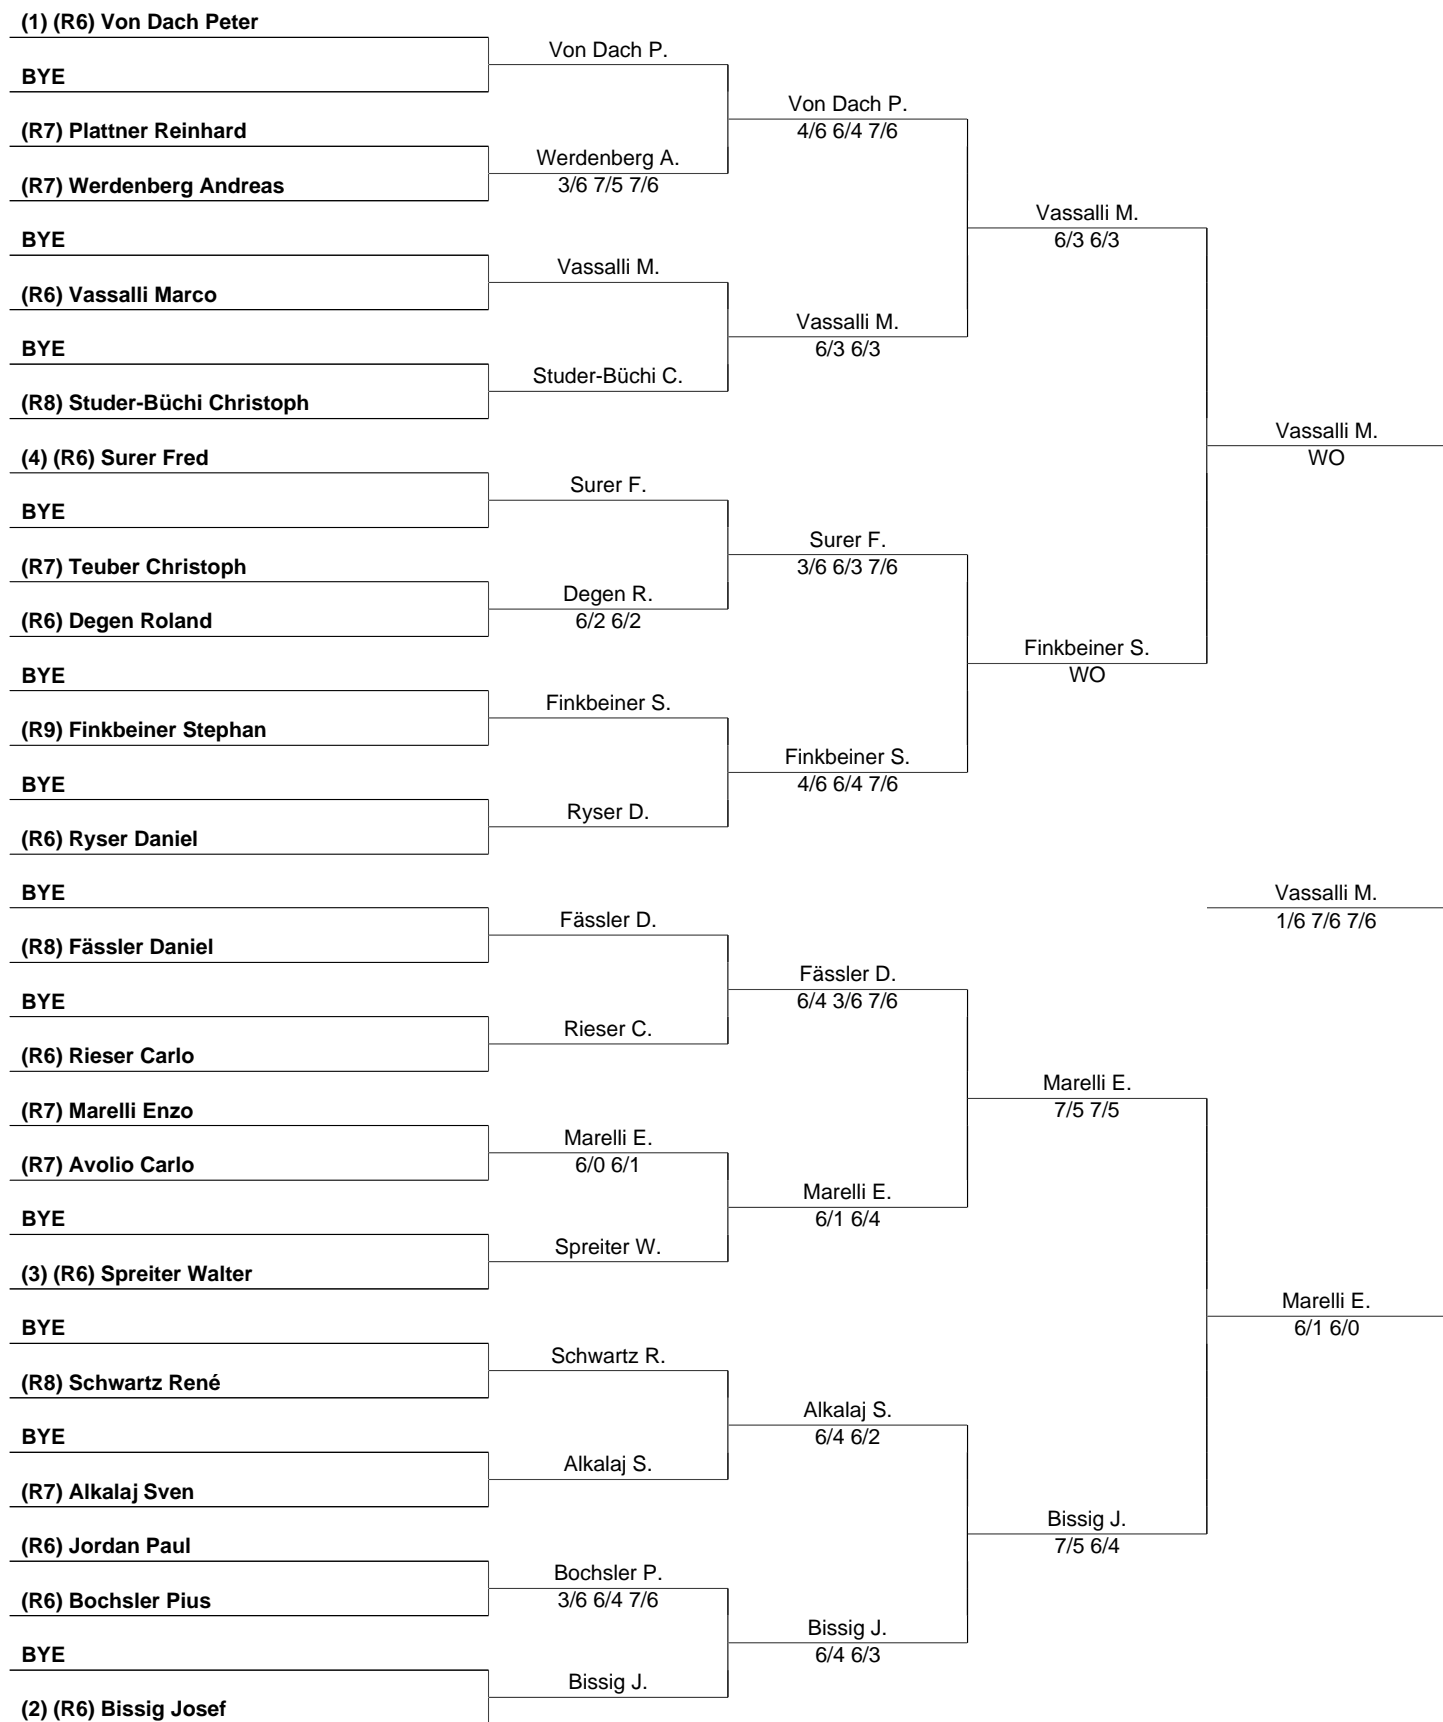 (1) (R6) Von Dach Peter
BYE
(R7) Plattner Reinhard
(R7) Werdenberg Andreas
BYE
(R6) Vassalli Marco
BYE
(R8) Studer-Büchi Christoph
(4) (R6) Surer Fred
BYE
(R7) Teuber Christoph
(R6) Degen Roland
BYE
(R9) Finkbeiner Stephan
BYE
(R6) Ryser Daniel
BYE
(R8) Fässler Daniel
BYE
(R6) Rieser Carlo
(R7) Marelli Enzo
(R7) Avolio Carlo
BYE
(3) (R6) Spreiter Walter
BYE
(R8) Schwartz René
BYE
(R7) Alkalaj Sven
(R6) Jordan Paul
(R6) Bochsler Pius
BYE
(2) (R6) Bissig Josef
Von Dach P.
Werdenberg A.
3/6 7/5 7/6
Vassalli M.
Studer-Büchi C.
Surer F.
Degen R.
6/2 6/2
Finkbeiner S.
Ryser D.
Fässler D.
Rieser C.
Marelli E.
6/0 6/1
Spreiter W.
Schwartz R.
Alkalaj S.
Bochsler P.
3/6 6/4 7/6
Bissig J.
Von Dach P.
4/6 6/4 7/6
Vassalli M.
6/3 6/3
Surer F.
3/6 6/3 7/6
Finkbeiner S.
4/6 6/4 7/6
Fässler D.
6/4 3/6 7/6
Marelli E.
6/1 6/4
Alkalaj S.
6/4 6/2
Bissig J.
6/4 6/3
Vassalli M.
6/3 6/3
Finkbeiner S.
WO
Marelli E.
7/5 7/5
Bissig J.
7/5 6/4
Vassalli M.
WO
Vassalli M.
1/6 7/6 7/6
Marelli E.
6/1 6/0